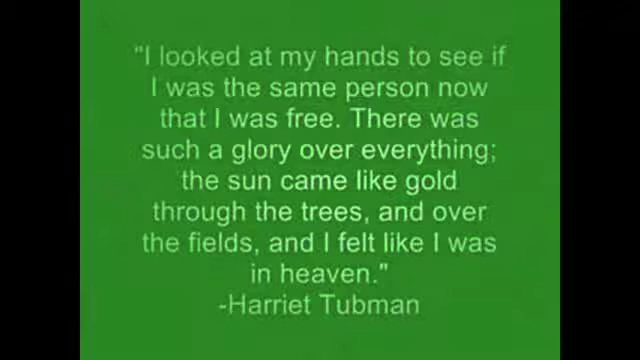 "I looked at my hands to see if
I was the same person now
that I was free. There was
such a glory over everything;
the sun came like gold
through the trees, and over
the fields, and I felt like I was
in heaven."
-Harriet Tubman